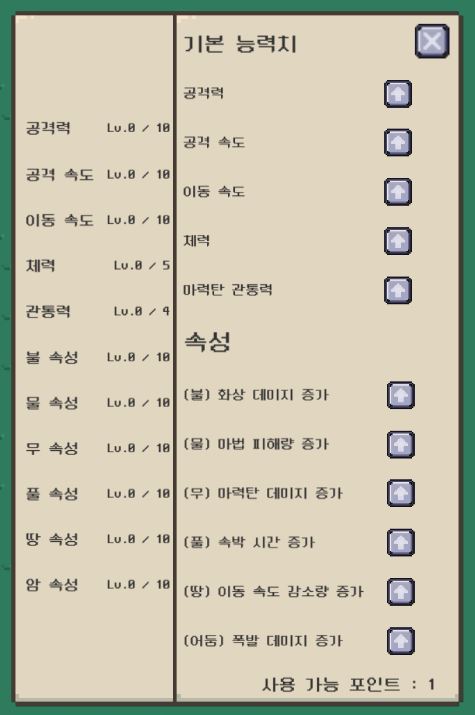 공격력 Lv.0 / 10
공격 속도 Lv.0 / 10
이동 속도 Lv.0 / 10
체력 Lv.0 / 5
관통력 Lv.0 / 4
불 속성 Lv.0 / 10
물 속성 Lv.0 / 10
무 속성 Lv.0 / 10
풀 속성 Lv.0 / 10
땅 속성 Lv.0 / 10
암 속성 Lv.0 / 10
기본 능력치
공격력
공격 속도
이동 속도
체력
마력탄 관통력
속성
(불) 화상 데미지 증가
(물) 마법 피해량 증가
(무) 마력탄 데미지 증가
(풀) 속박 시간 증가
(땅) 이동 속도 감소량 증가
(어둠) 폭발 데미지 증가
사용 가능 포인트 : 1